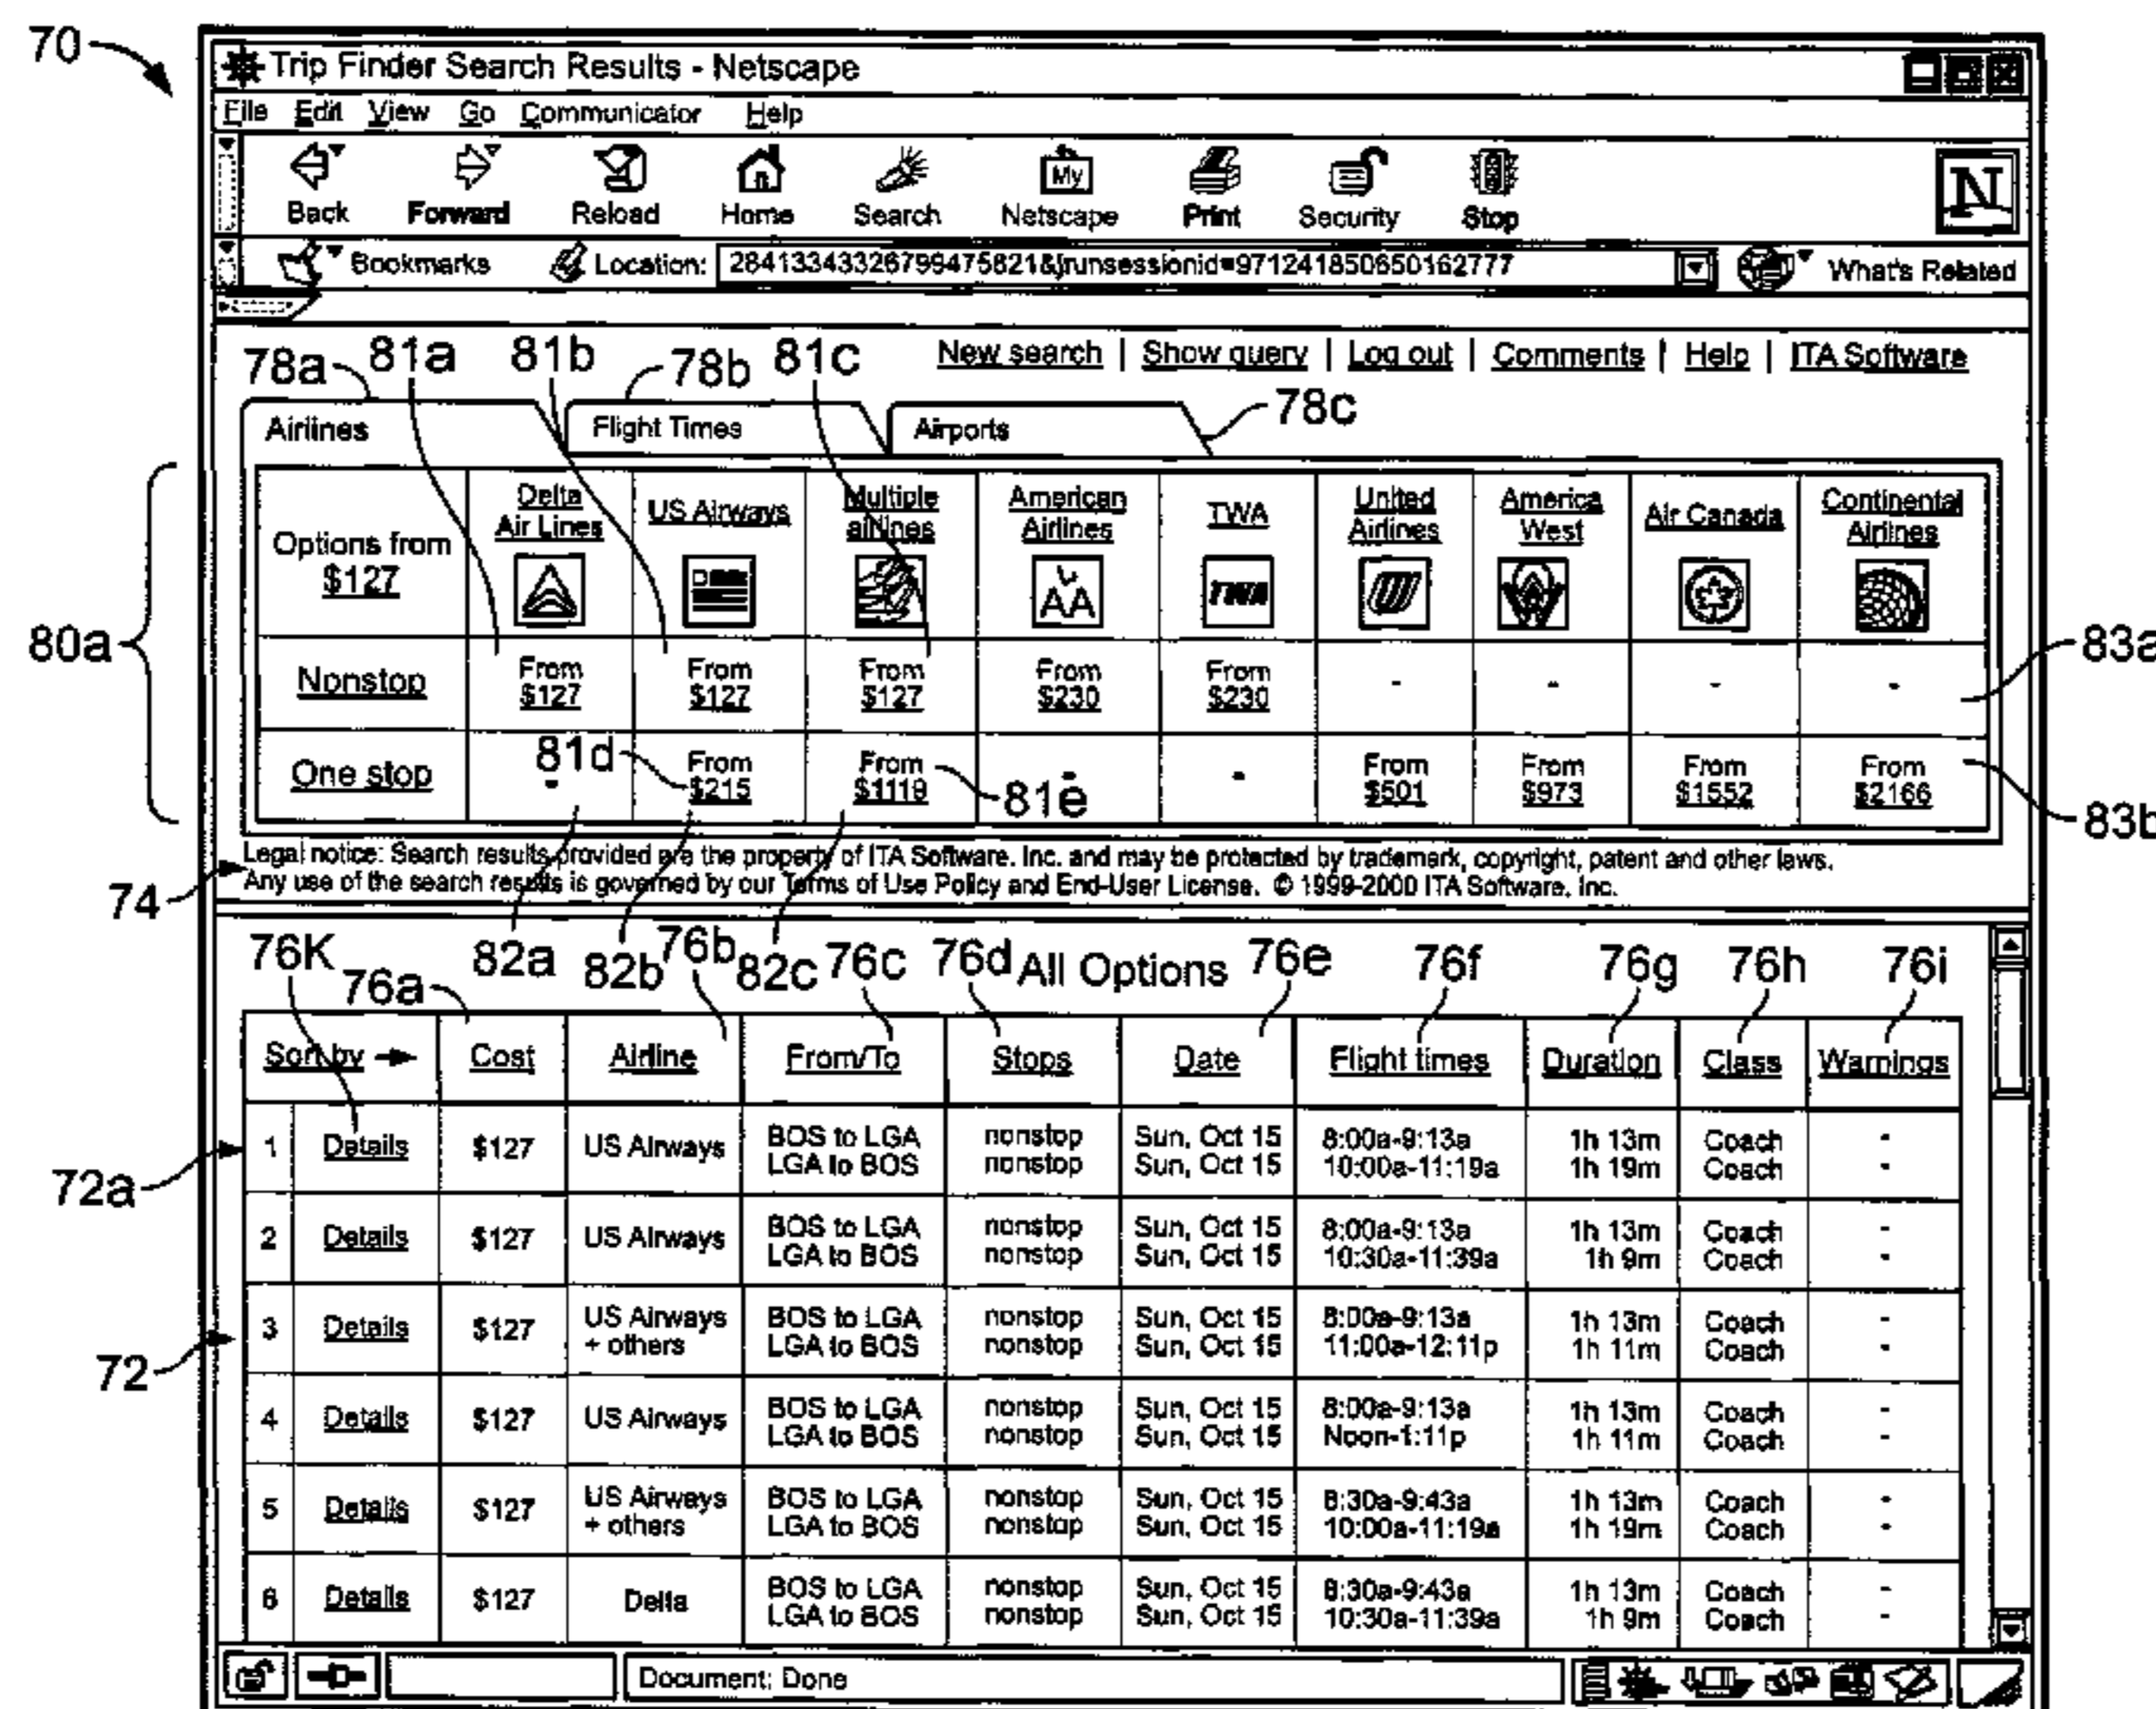 70
Trip Finder Search Results - Netscape
File Edit View Go Communicator Help
Back Forward Reload Home Search My Netscape Print Security Stop N
Bookmarks Location: 28413343326799475621&jrunsessionid=971241850650162777 What's Related
New search | Show query | Log out | Comments | Help | ITA Software
78a 81a 81b 78b 81c 78c
Airlines Flight Times Airports
80a
Options from $127
Delta Air Lines
US Airways
Multiple airlines
American Airlines
TWA
United Airlines
America West
Air Canada
Continental Airlines
AA
TWA
Nonstop From $127 From $127 From $127 From $230 From $230 - - - -
83a
One stop - From $215 From $1118 - - From $501 From $973 From $1552 From $2166
81d 81e 83b
Legal notice: Search results provided are the property of ITA Software. Inc. and may be protected by trademark, copyright, patent and other laws.
Any use of the search results is governed by our Terms of Use Policy and End-User License. © 1999-2000 ITA Software, Inc.
74
76K 76a 82a 82b 76b 82c 76c 76d All Options 76e 76f 76g 76h 76i
Sort by Cost Airline From/To Stops Date Flight times Duration Class Warnings
1 Details $127 US Airways BOS to LGA nonstop Sun, Oct 15 8:00a-9:13a 1h 13m Coach -
LGA to BOS nonstop Sun, Oct 15 10:00a-11:19a 1h 19m Coach -
72a
2 Details $127 US Airways BOS to LGA nonstop Sun, Oct 15 8:00a-9:13a 1h 13m Coach -
LGA to BOS nonstop Sun, Oct 15 10:30a-11:39a 1h 9m Coach -
3 Details $127 US Airways + others BOS to LGA nonstop Sun, Oct 15 8:00a-9:13a 1h 13m Coach -
LGA to BOS nonstop Sun, Oct 15 11:00a-12:11p 1h 11m Coach -
72
4 Details $127 US Airways BOS to LGA nonstop Sun, Oct 15 8:00a-9:13a 1h 13m Coach -
LGA to BOS nonstop Sun, Oct 15 Noon-1:11p 1h 11m Coach -
5 Details $127 US Airways + others BOS to LGA nonstop Sun, Oct 15 8:30a-9:43a 1h 13m Coach -
LGA to BOS nonstop Sun, Oct 15 10:00a-11:19a 1h 19m Coach -
6 Details $127 Delta BOS to LGA nonstop Sun, Oct 15 8:30a-9:43a 1h 13m Coach -
LGA to BOS nonstop Sun, Oct 15 10:30a-11:39a 1h 9m Coach -
Document: Done